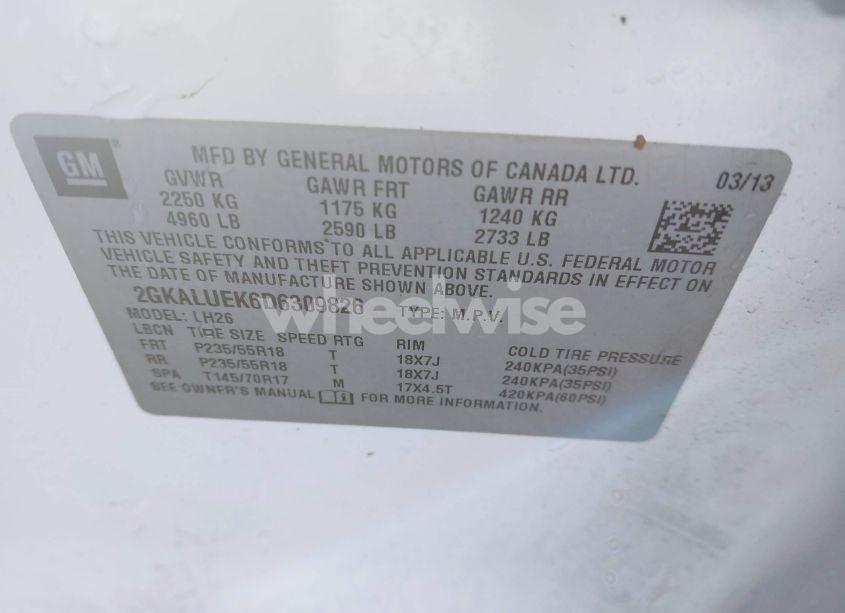 GM
MFD BY GENERAL MOTORS OF CANADA LTD. 03/13
GVWR GAWR FRT GAWR RR
2250 KG 1175 KG 1240 KG
4960 LB 2590 LB 2733 LB
THIS VEHICLE CONFORMS TO ALL APPLICABLE U.S. FEDERAL MOTOR
VEHICLE SAFETY AND THEFT PREVENTION STANDARDS IN EFFECT ON
THE DATE OF MANUFACTURE SHOWN ABOVE.
2GKALUEK6D6309826 TYPE: M.P.V.
wheelwise
MODEL: LH26
LBCN TIRE SIZE SPEED RTG RIM COLD TIRE PRESSURE
FRT P235/55R18 T 18X7J 240KPA(35PSI)
RR P235/55R18 T 18X7J 240KPA(35PSI)
SPA T145/70R17 M 17X4.5T 420KPA(60PSI)
SEE OWNER'S MANUAL FOR MORE INFORMATION.